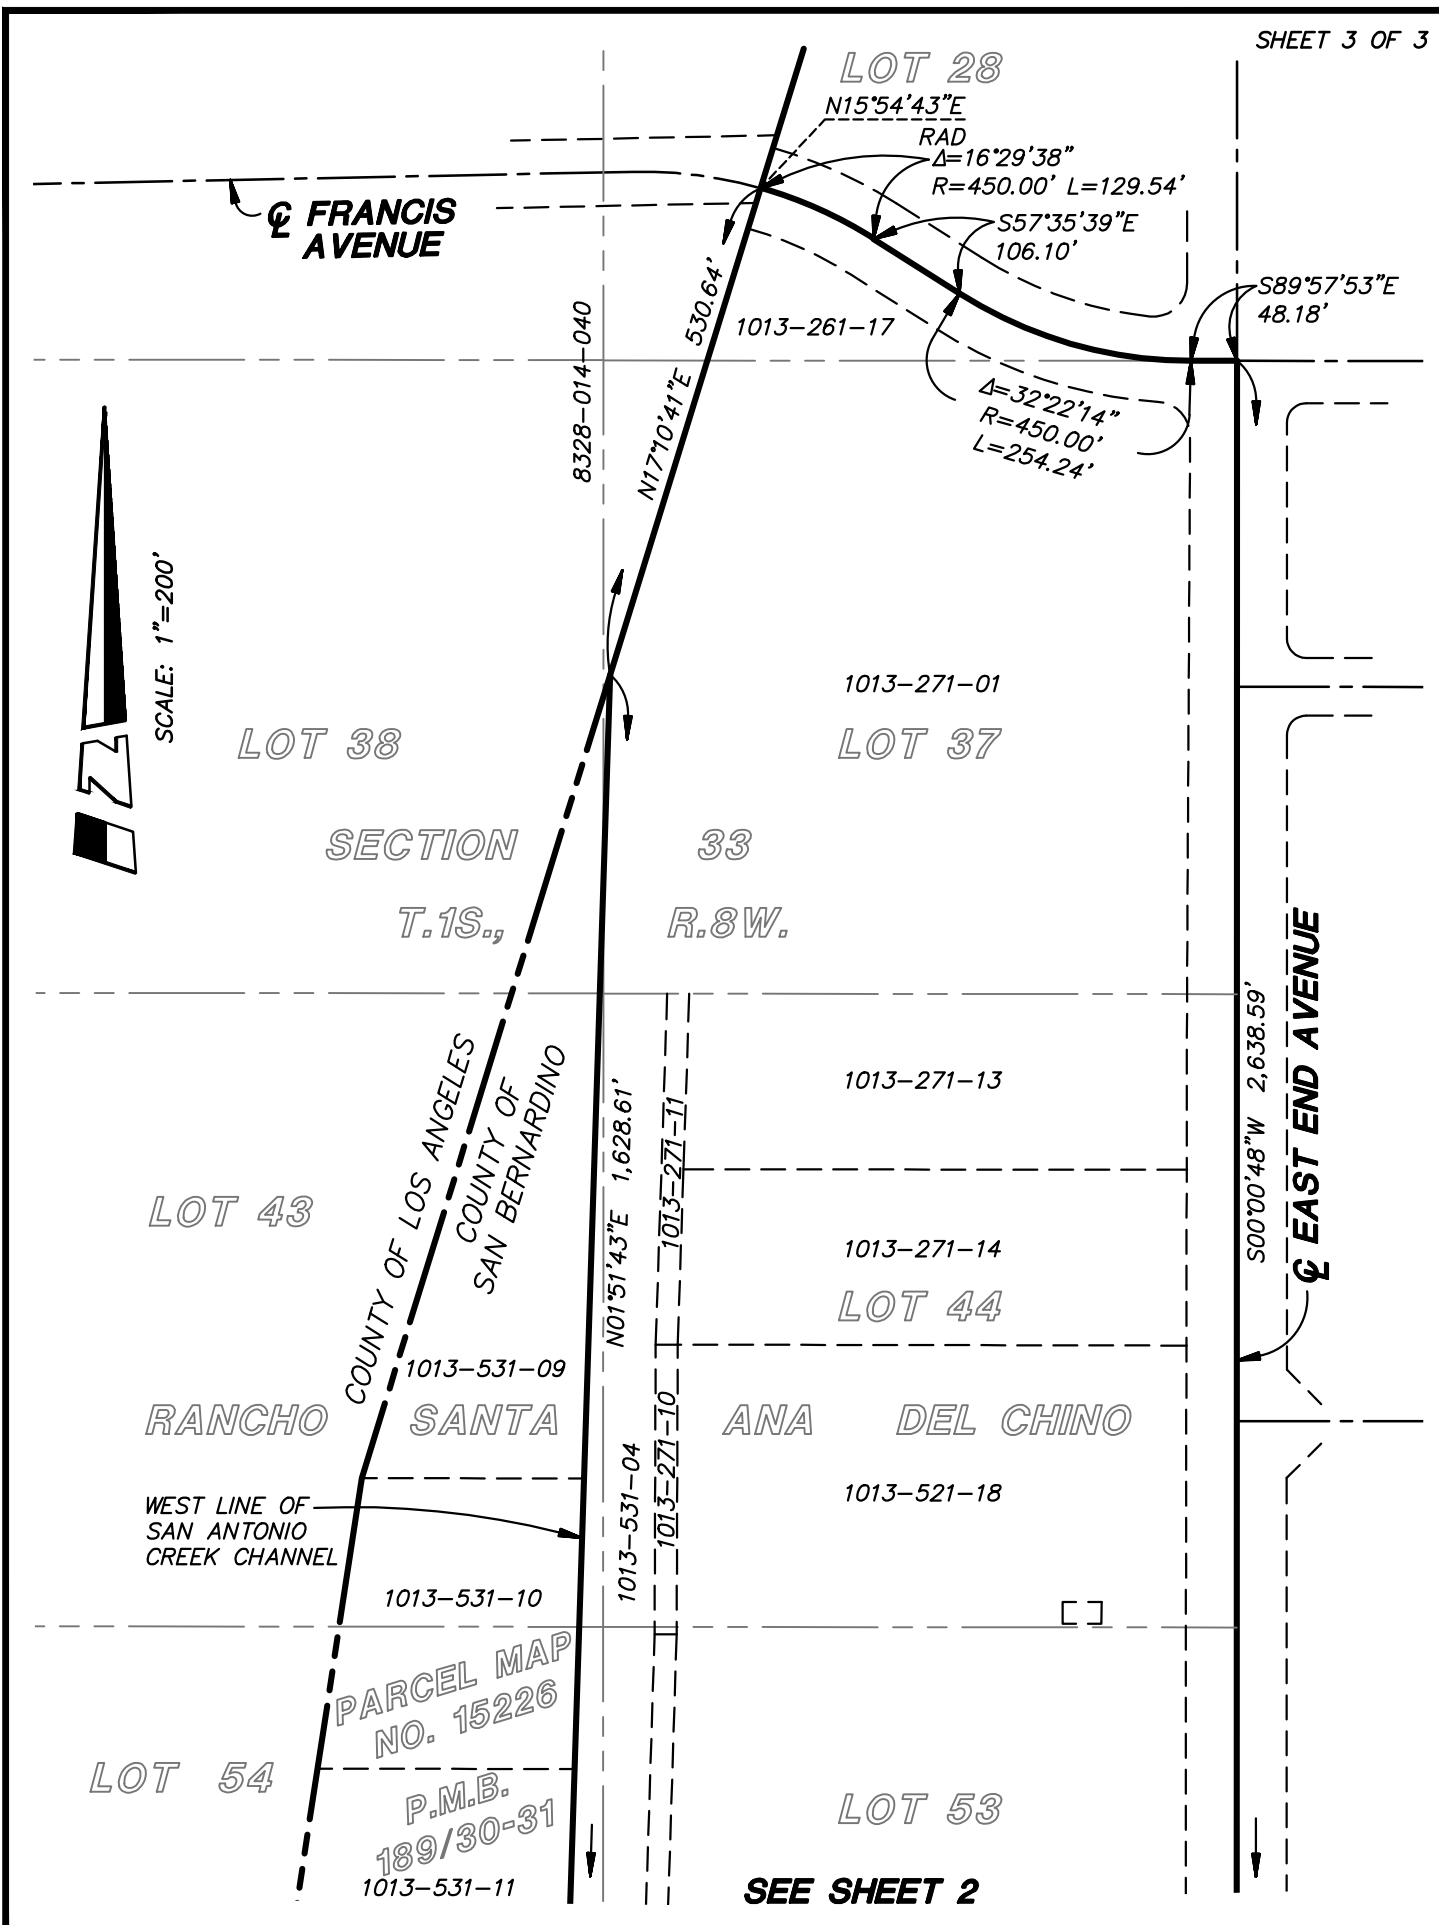 SHEET 3 OF 3
LOT 28
N15°54'43"E
RAD
Δ=16°29'38"
R=450.00' L=129.54'
℄ FRANCIS
AVENUE
S57°35'39"E
106.10'
S89°57'53"E
48.18'
1013-261-17
8328-014-040
N17°10'41"E 530.64'
Δ=32°22'14"
R=450.00'
L=254.24'
SCALE: 1"=200'
N
1013-271-01
LOT 38
LOT 37
SECTION 33
T.1S., R.8W.
COUNTY OF LOS ANGELES
COUNTY OF
SAN BERNARDINO
N01°51'43"E 1,628.61'
1013-271-11
1013-271-13
S00°00'48"W 2,638.59'
℄ EAST END AVENUE
LOT 43
1013-271-14
LOT 44
1013-531-09
RANCHO SANTA ANA DEL CHINO
1013-531-04
1013-271-10
1013-521-18
WEST LINE OF
SAN ANTONIO
CREEK CHANNEL
1013-531-10
PARCEL MAP
NO. 15226
LOT 54
P.M.B.
189/30-31
LOT 53
1013-531-11
SEE SHEET 2